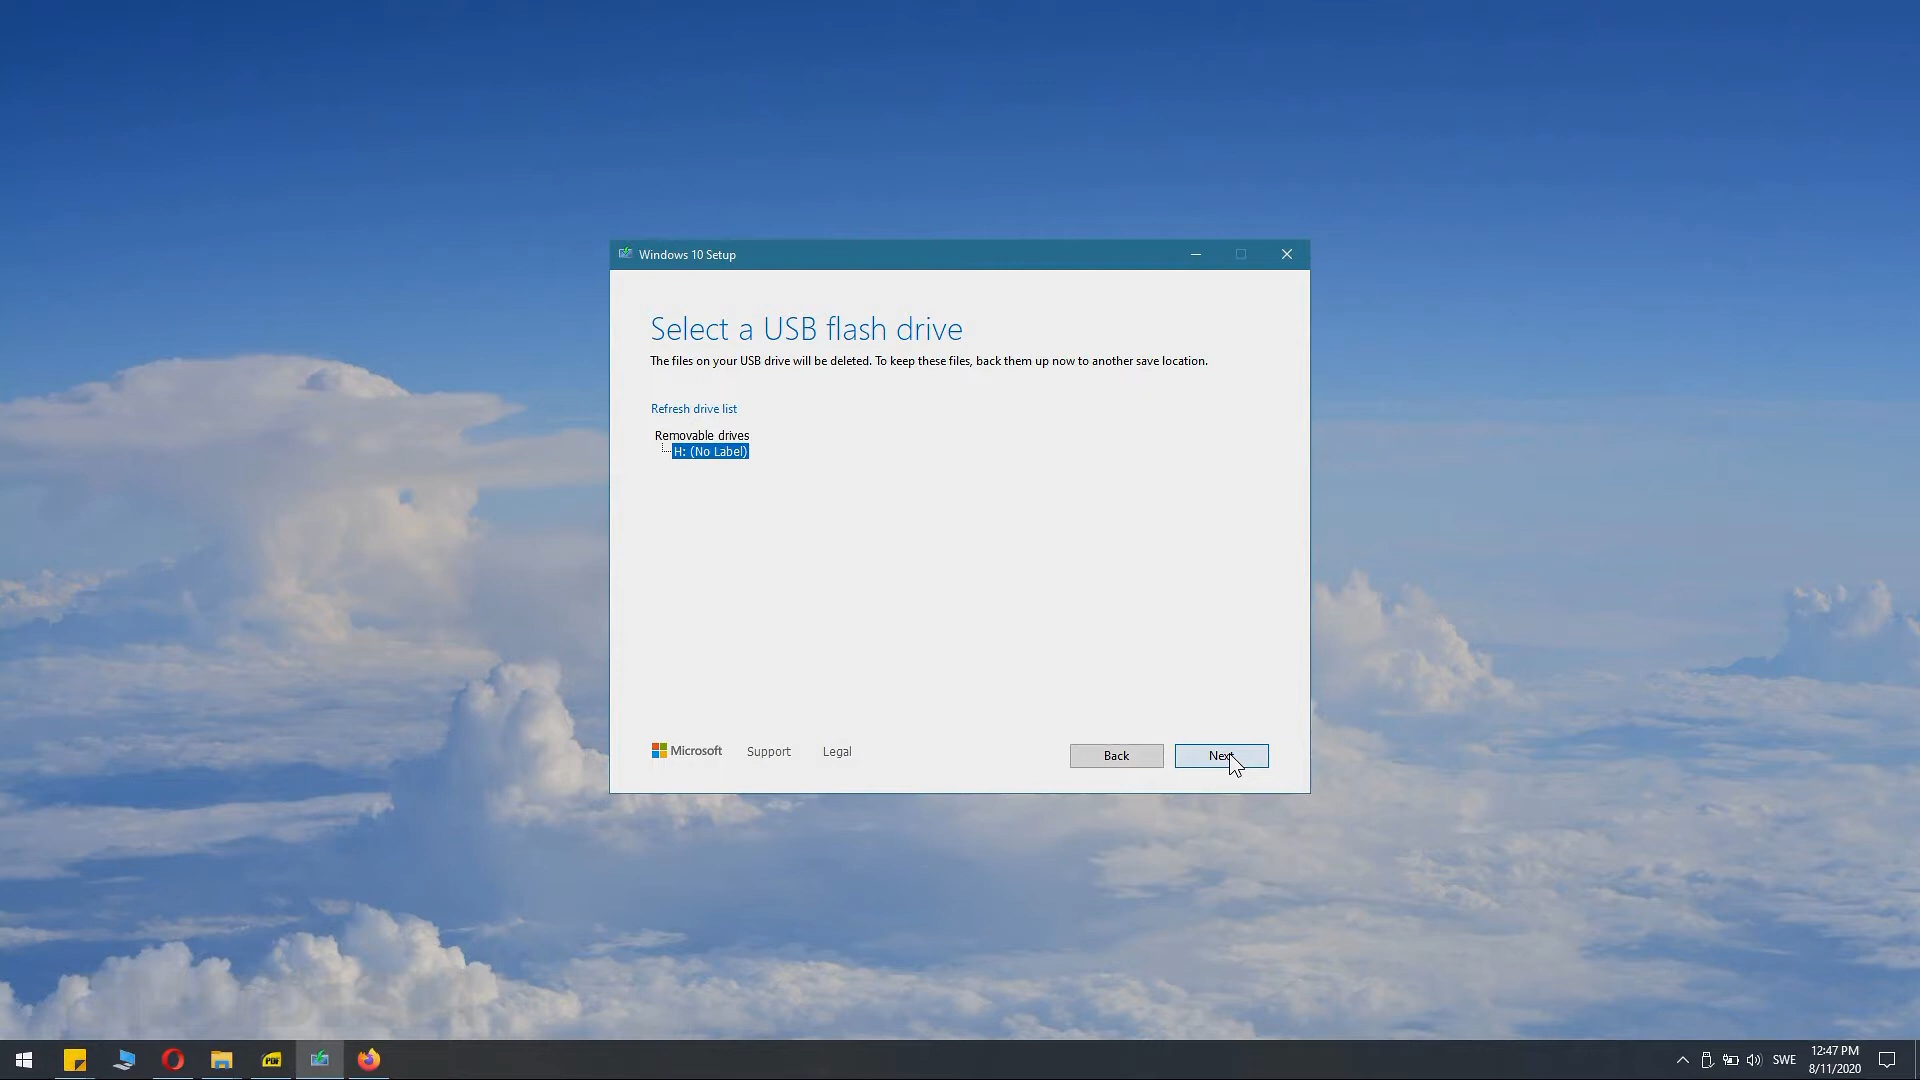 Windows 10 Setup
Select a USB flash drive
The files on your USB drive will be deleted. To keep these files, back them up now to another save location.
Refresh drive list
Removable drives
H: (No Label)
Microsoft Support Legal
Back Next
PDF
SWE
12:47 PM
8/11/2020